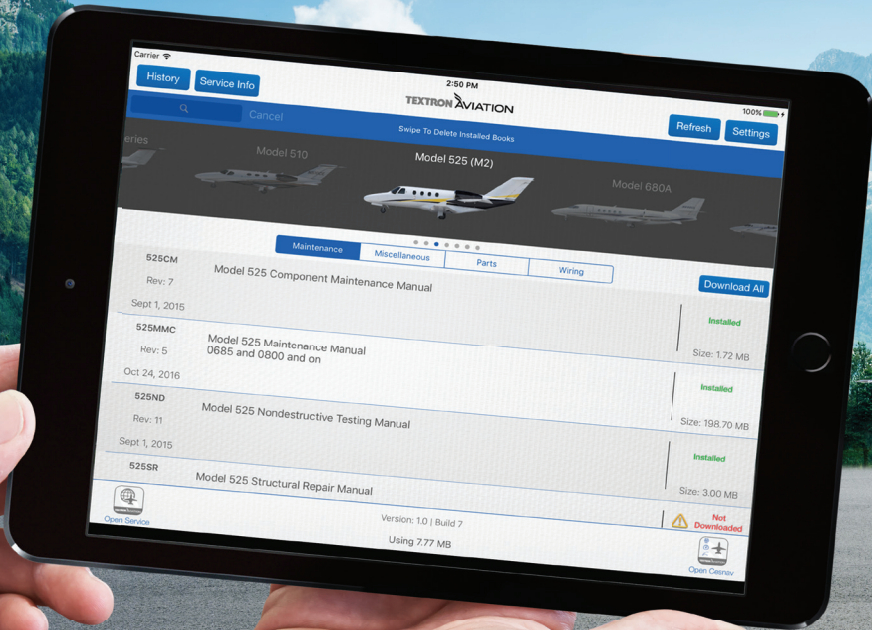 Carrier
2:50 PM
100%
History
Service Info
TEXTRON AVIATION
Refresh
Settings
Cancel
Swipe To Delete Installed Books
eries
Model 510
Model 525 (M2)
Model 680A
Maintenance
Miscellaneous
Parts
Wiring
Download All
525CM
Model 525 Component Maintenance Manual
Rev: 7
Sept 1, 2015
Installed
Size: 1.72 MB
525MMC
Model 525 Maintenance Manual
0685 and 0800 and on
Rev: 5
Oct 24, 2016
Installed
Size: 198.70 MB
525ND
Model 525 Nondestructive Testing Manual
Rev: 11
Sept 1, 2015
Installed
Size: 3.00 MB
525SR
Model 525 Structural Repair Manual
Not
Downloaded
Open Service
Version: 1.0 | Build 7
Using 7.77 MB
Open Cesnav